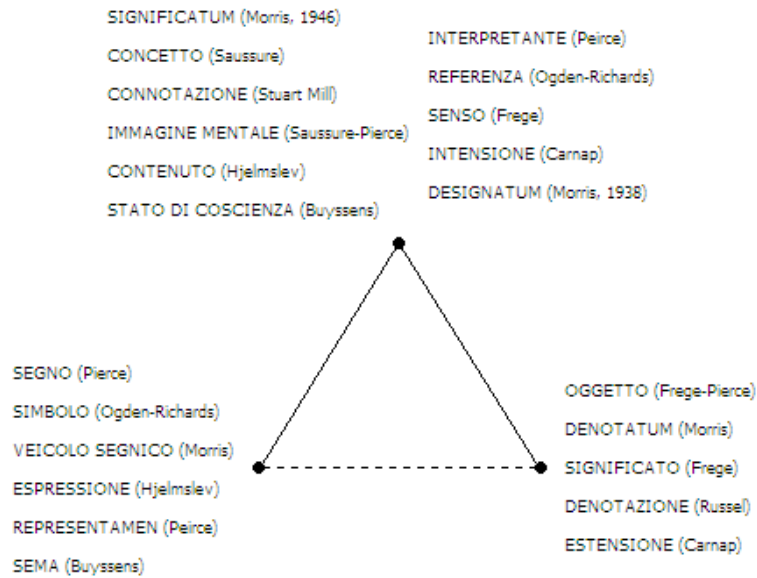 SIGNIFICATUM (Morris, 1946)
CONCETTO (Saussure)
CONNOTAZIONE (Stuart Mill)
IMMAGINE MENTALE (Saussure-Pierce)
CONTENUTO (Hjelmslev)
STATO DI COSCIENZA (Buyssens)
INTERPRETANTE (Peirce)
REFERENZA (Ogden-Richards)
SENSO (Frege)
INTENSIONE (Carnap)
DESIGNATUM (Morris, 1938)
SEGNO (Pierce)
SIMBOLO (Ogden-Richards)
VEICOLO SEGNICO (Morris)
ESPRESSIONE (Hjelmslev)
REPRESENTAMEN (Peirce)
SEMA (Buyssens)
OGGETTO (Frege-Pierce)
DENOTATUM (Morris)
SIGNIFICATO (Frege)
DENOTAZIONE (Russel)
ESTENSIONE (Carnap)